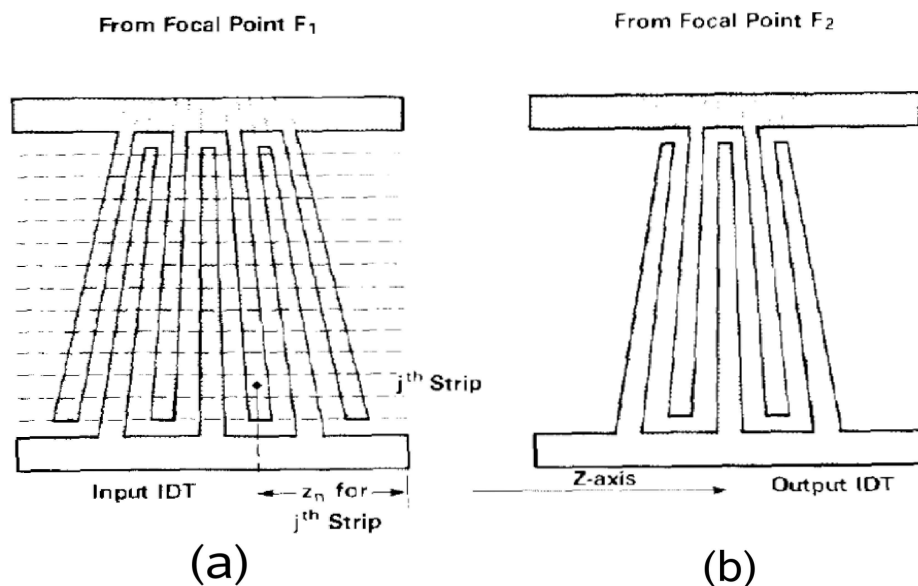 From Focal Point F₁
From Focal Point F₂
jᵗʰ Strip
Input IDT
zₙ for
jᵗʰ Strip
Z-axis
Output IDT
(a)
(b)